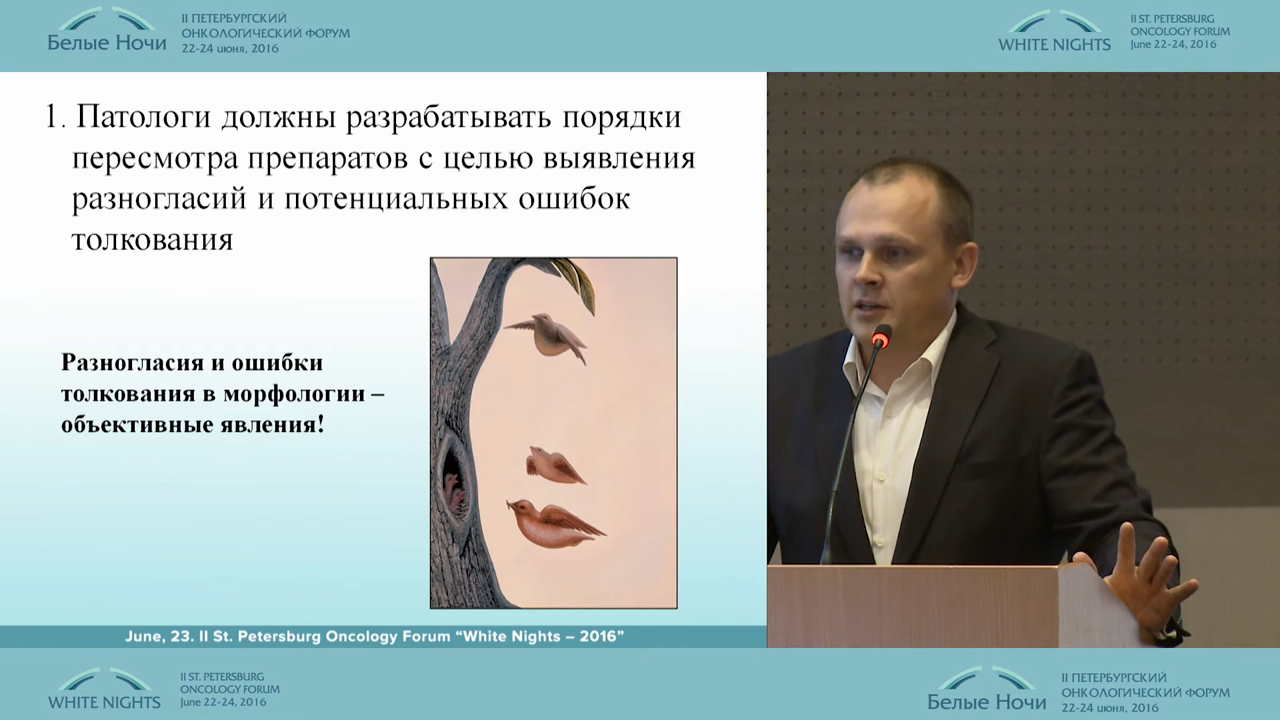 Белые Ночи
II ПЕТЕРБУРГСКИЙ
ОНКОЛОГИЧЕСКИЙ ФОРУМ
22-24 июня, 2016
WHITE NIGHTS
II ST. PETERSBURG
ONCOLOGY FORUM
June 22-24, 2016
1. Патологи должны разрабатывать порядки
пересмотра препаратов с целью выявления
разногласий и потенциальных ошибок
толкования
Разногласия и ошибки
толкования в морфологии –
объективные явления!
June, 23. II St. Petersburg Oncology Forum “White Nights – 2016”
WHITE NIGHTS
II ST. PETERSBURG
ONCOLOGY FORUM
June 22-24, 2016
Белые Ночи
II ПЕТЕРБУРГСКИЙ
ОНКОЛОГИЧЕСКИЙ ФОРУМ
22-24 июня, 2016